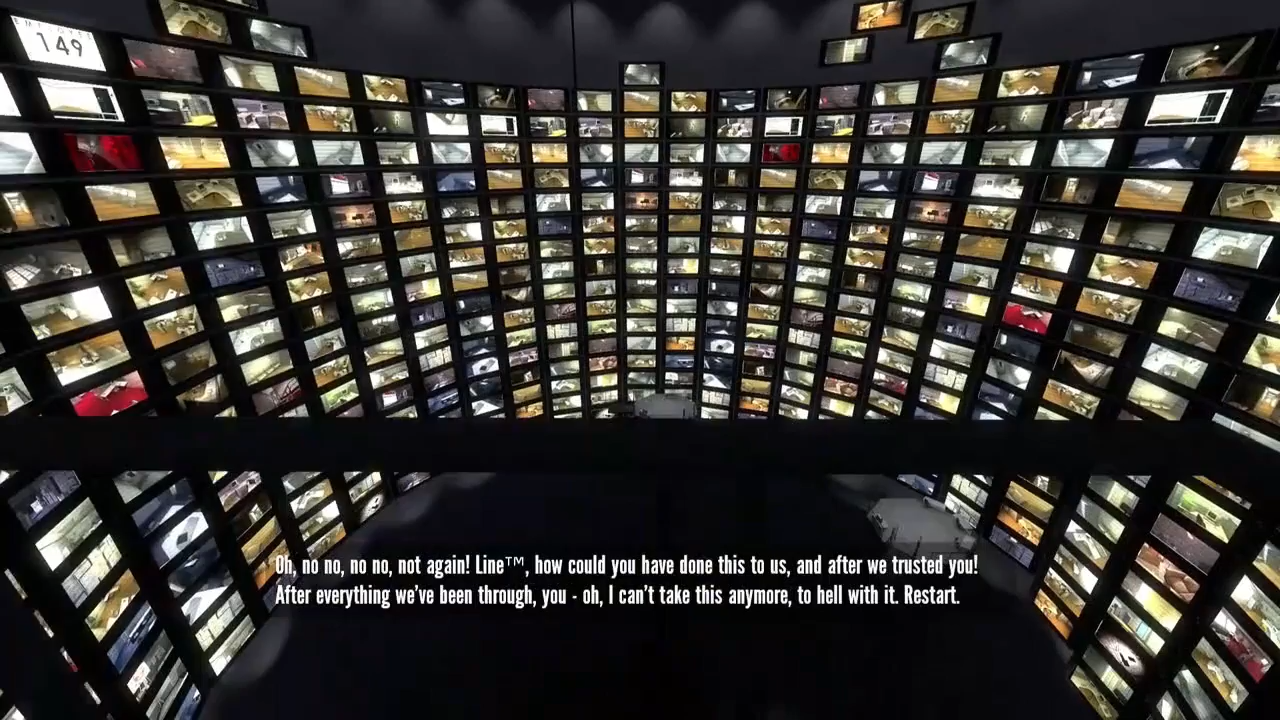 149
Oh, no no, no no, not again! Line™, how could you have done this to us, and after we trusted you!
After everything we've been through, you - oh, I can't take this anymore, to hell with it. Restart.